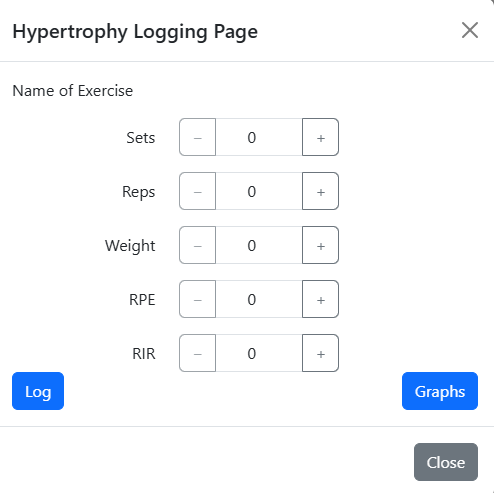 Hypertrophy Logging Page
Name of Exercise
Sets − 0 +
Reps − 0 +
Weight − 0 +
RPE − 0 +
RIR − 0 +
Log Graphs
Close